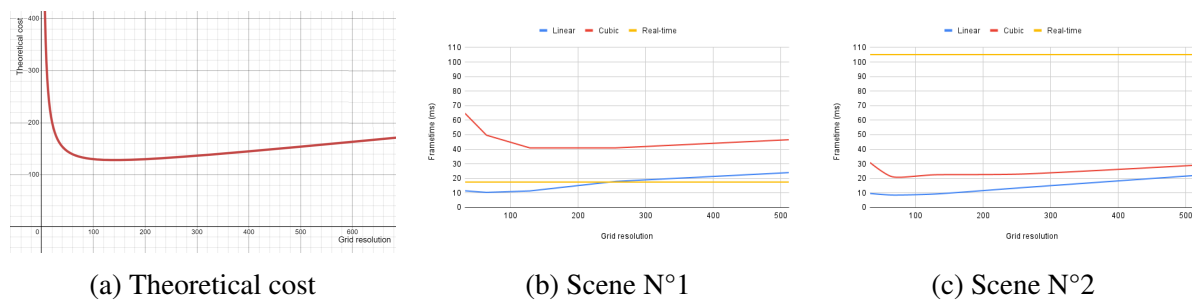 Theoretical cost
400
300
200
100
0
0
100
200
300
400
500
600
Grid resolution
(a) Theoretical cost
Linear Cubic Real-time
Frametime (ms)
110
100
90
80
70
60
50
40
30
20
10
0
100 200 300 400 500
Grid resolution
(b) Scene N°1
Linear Cubic Real-time
Frametime (ms)
110
100
90
80
70
60
50
40
30
20
10
0
100 200 300 400 500
Grid resolution
(c) Scene N°2